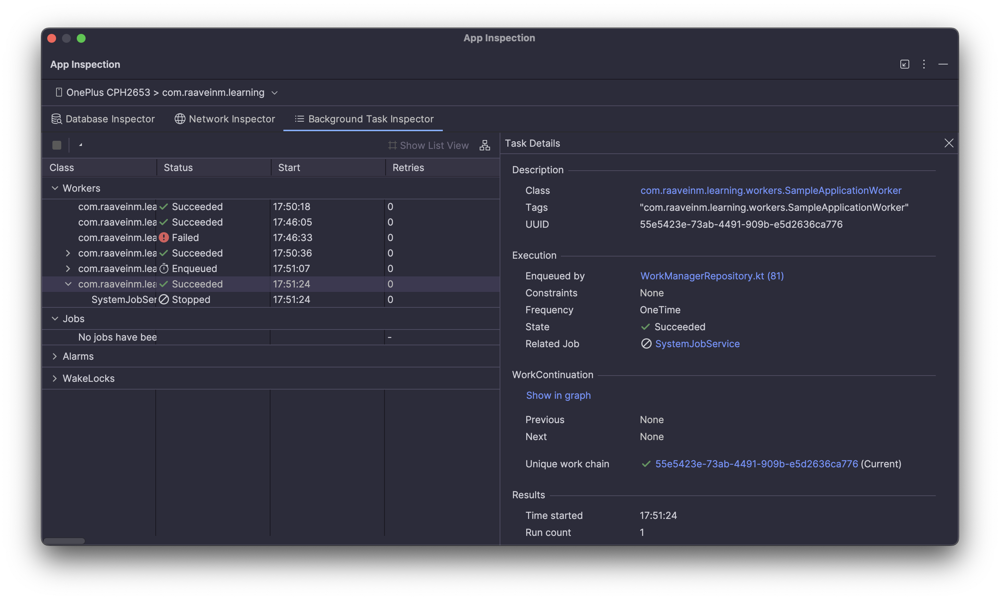 App Inspection
App Inspection
OnePlus CPH2653 > com.raaveinm.learning
Database Inspector Network Inspector Background Task Inspector
Show List View
Class Status Start Retries
Workers
com.raaveinm.lea Succeeded 17:50:18 0
com.raaveinm.lea Succeeded 17:46:05 0
com.raaveinm.lea Failed 17:46:33 0
com.raaveinm.lea Succeeded 17:50:36 0
com.raaveinm.lea Enqueued 17:51:07 0
com.raaveinm.lea Succeeded 17:51:24 0
SystemJobSer Stopped 17:51:24 0
Jobs
No jobs have bee -
Alarms
WakeLocks
Task Details
Description
Class com.raaveinm.learning.workers.SampleApplicationWorker
Tags "com.raaveinm.learning.workers.SampleApplicationWorker"
UUID 55e5423e-73ab-4491-909b-e5d2636ca776
Execution
Enqueued by WorkManagerRepository.kt (81)
Constraints None
Frequency OneTime
State Succeeded
Related Job SystemJobService
WorkContinuation
Show in graph
Previous None
Next None
Unique work chain 55e5423e-73ab-4491-909b-e5d2636ca776 (Current)
Results
Time started 17:51:24
Run count 1